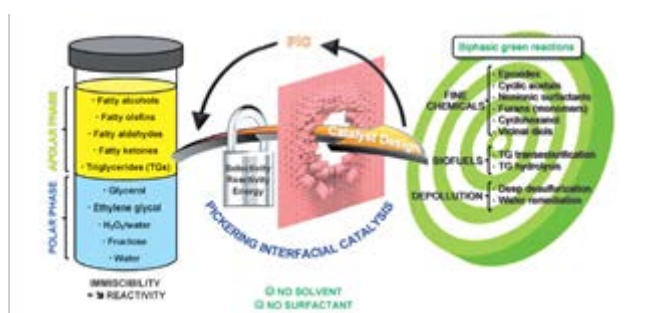 PIC
Biphasic green reactions
APOLAR PHASE
· Fatty alcohols
· Fatty olefins
· Fatty aldehydes
· Fatty ketones
· Triglycerides (TGs)
POLAR PHASE
· Glycerol
· Ethylene glycol
· H₂O₂/water
· Fructose
· Water
IMMISCIBILITY
= ↘ REACTIVITY
Selectivity
Reactivity
Energy
Catalyst Design
PICKERING INTERFACIAL CATALYSIS
☺ NO SOLVENT
☺ NO SURFACTANT
FINE CHEMICALS
· Epoxides
· Cyclic acetals
· Nonionic surfactants
· Furans (monomers)
· Cyclohexanol
· Vicinal diols
BIOFUELS
· TG transesterification
· TG hydrolysis
DEPOLLUTION
· Deep desulfurization
· Water remediation